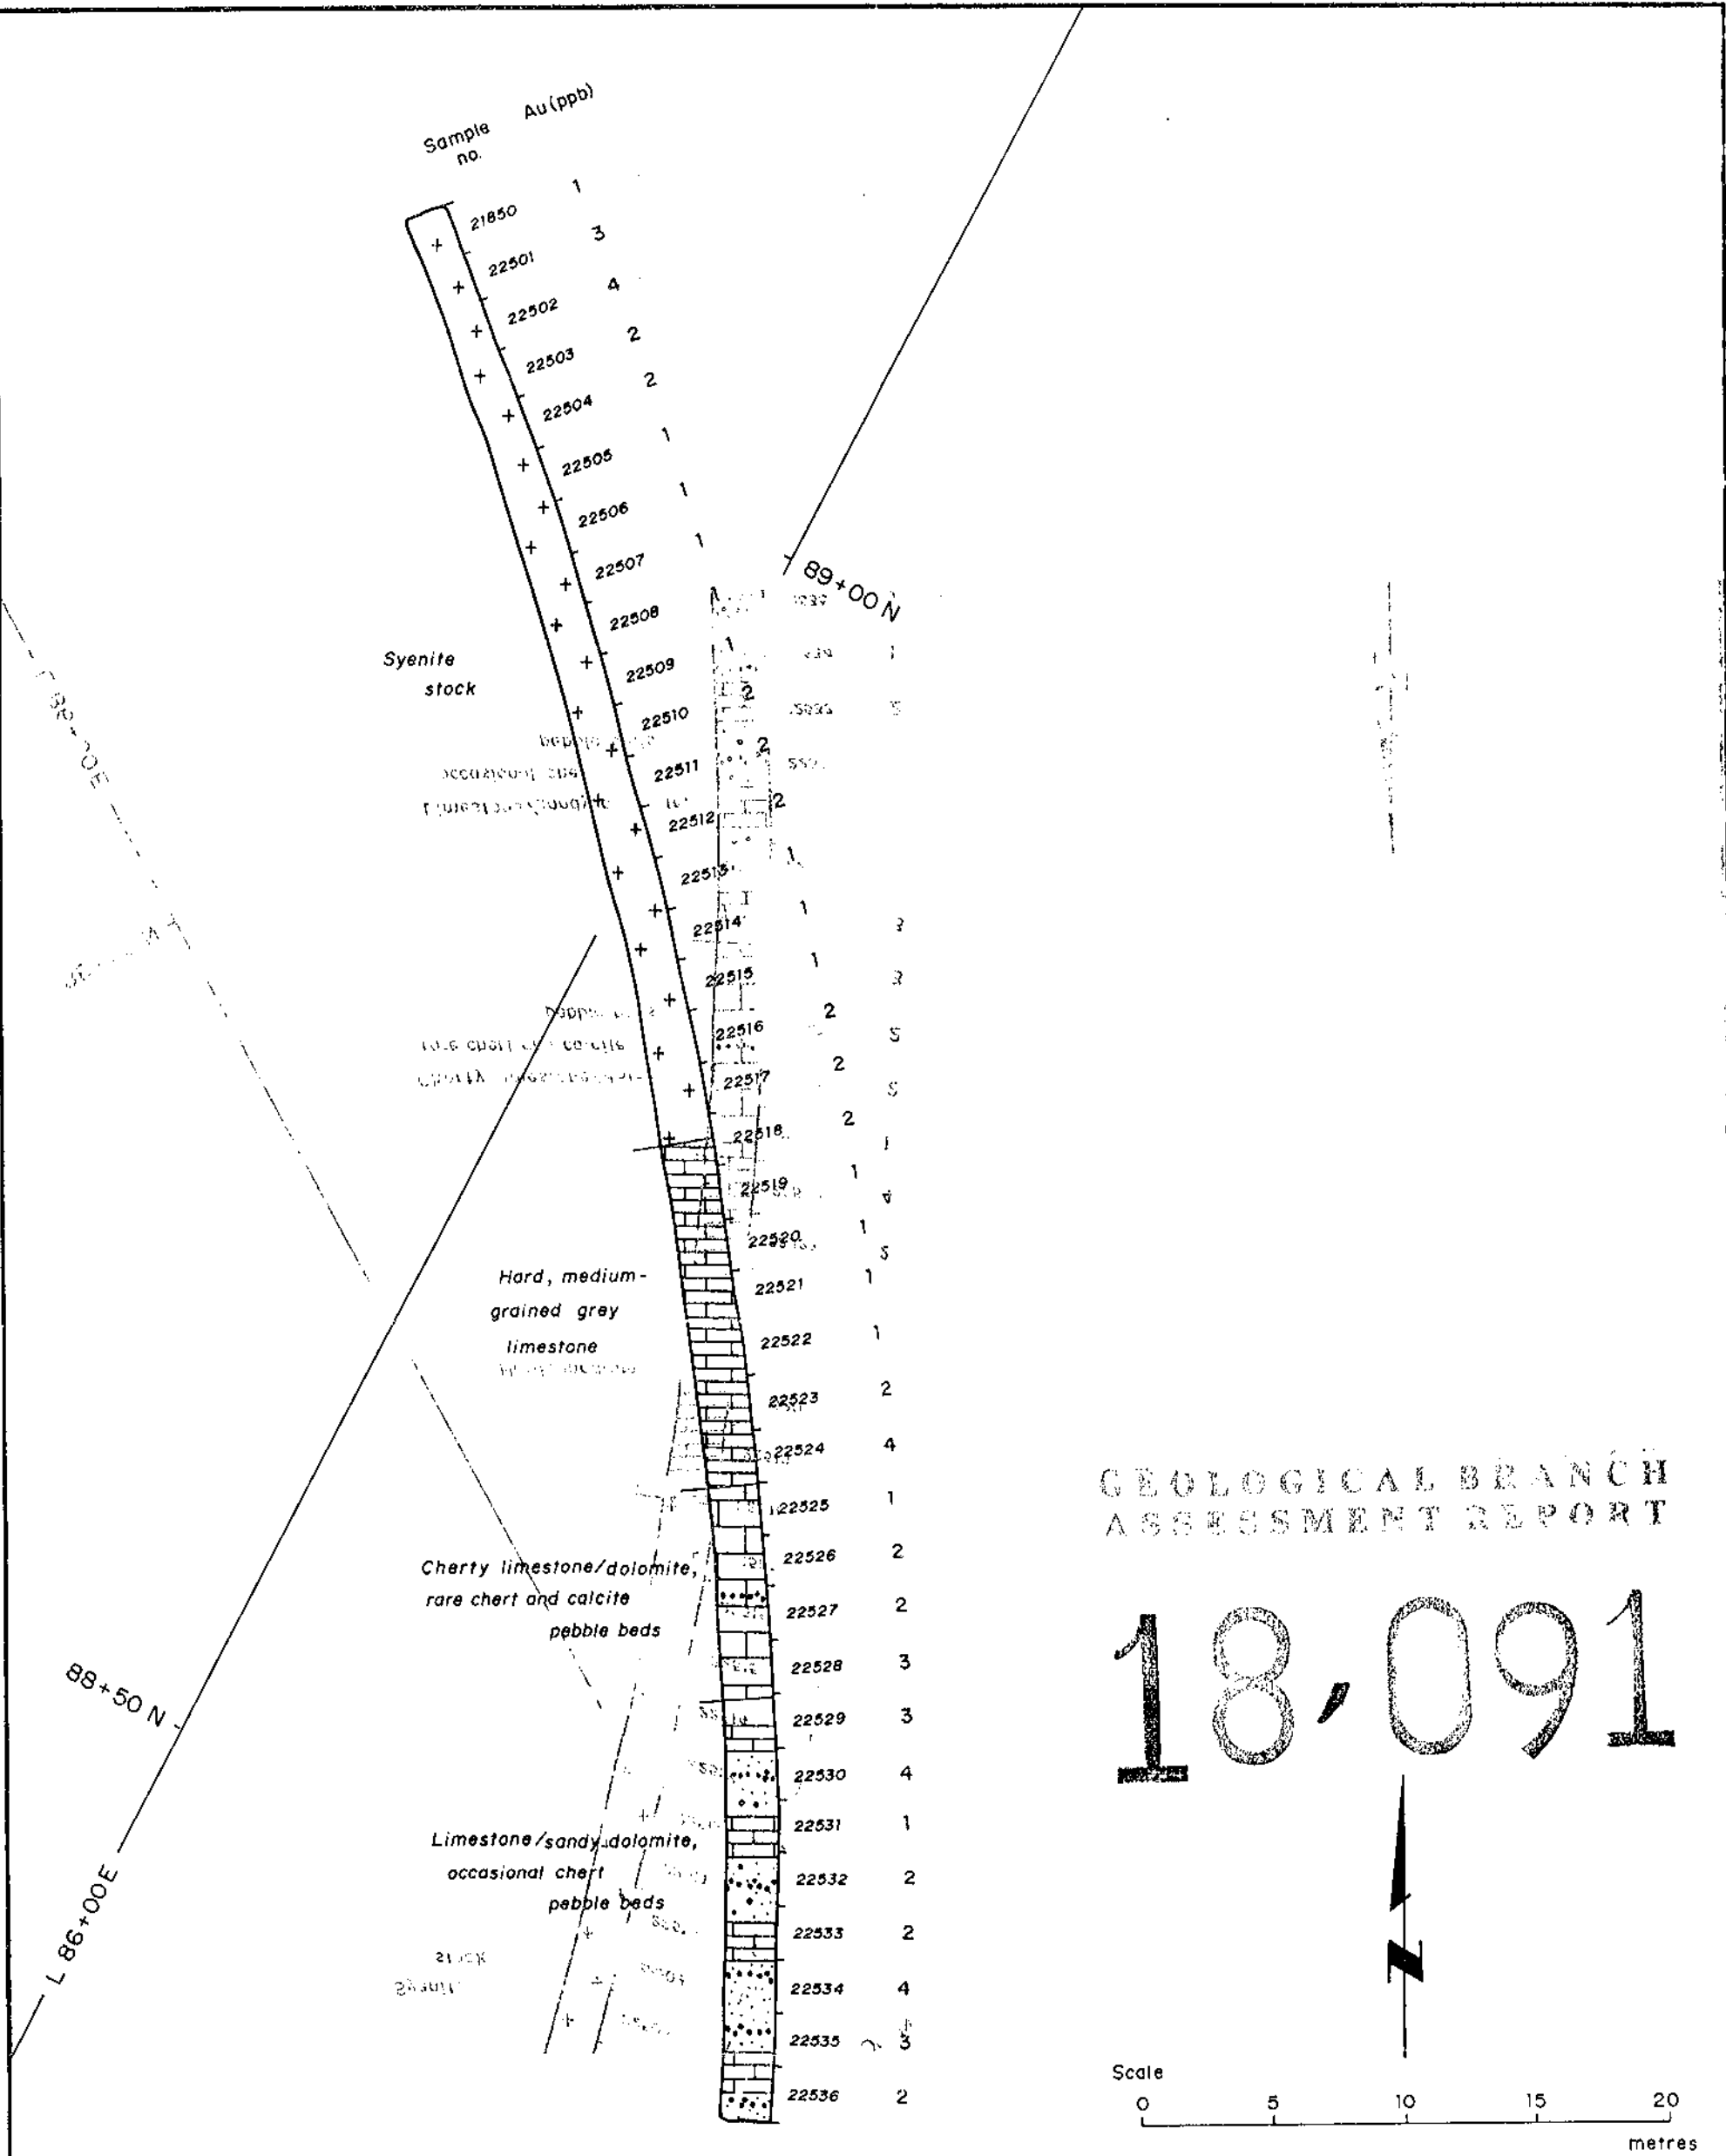 Sample no. Au (ppb)
21850 1
22501 3
22502 4
22503 2
22504 2
22505 1
22506 1
22507 1
89+00 N
22508
Syenite
stock
22509 1
22510 2
22511 2
22512 2
22513 1
22514 1
22515 1
22516 2
22517 2
22518 2
22519 1
22520 1
Hard, medium-
grained grey
limestone
22521 1
22522 1
22523 2
22524 4
22525 1
Cherty limestone/dolomite,
rare chert and calcite
pebble beds
22526 2
22527 2
22528 3
22529 3
22530 4
88+50 N
Limestone/sandy dolomite,
occasional chert
pebble beds
22531 1
22532 2
22533 2
22534 4
22535 3
22536 2
L 86+00E
GEOLOGICAL BRANCH
ASSESSMENT REPORT
18,091
N
Scale
0 5 10 15 20
metres